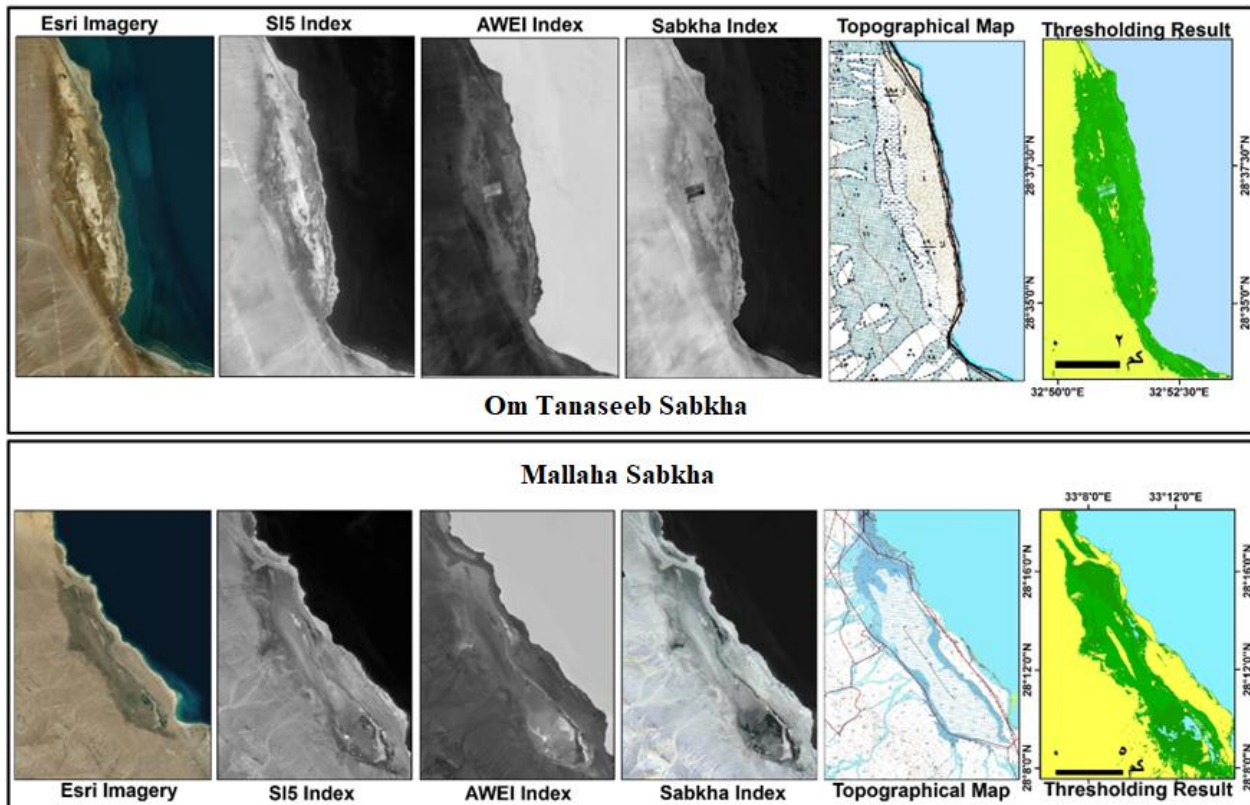 Esri Imagery SI5 Index AWEI Index Sabkha Index Topographical Map Thresholding Result
28°37'30"N 28°37'30"N
28°35'0"N 28°35'0"N
٠ ٢
كم
32°50'0"E 32°52'30"E
Om Tanaseeb Sabkha
Mallaha Sabkha
33°8'0"E 33°12'0"E
28°16'0"N 28°16'0"N
28°12'0"N 28°12'0"N
28°8'0"N 28°8'0"N
٠ ٥
كم
Esri Imagery SI5 Index AWEI Index Sabkha Index Topographical Map Thresholding Result